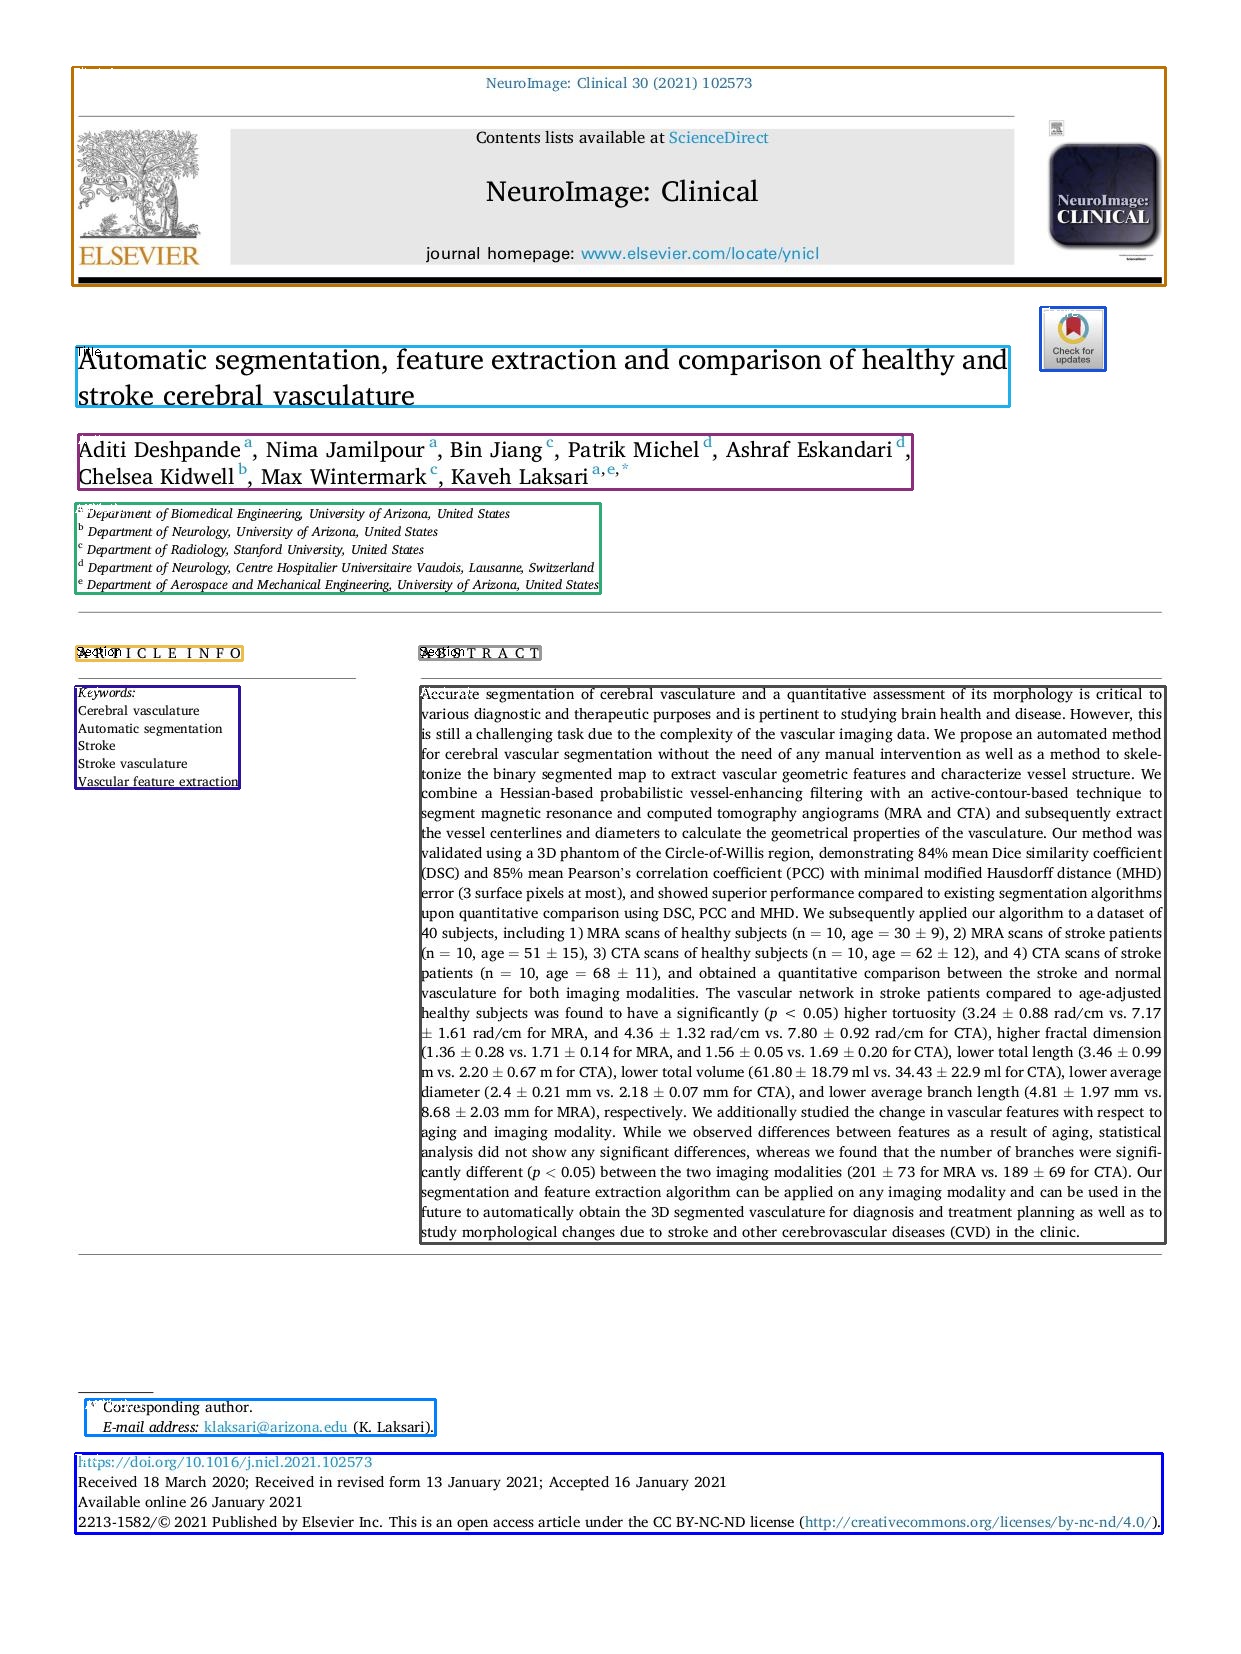 NeuroImage: Clinical 30 (2021) 102573
Contents lists available at ScienceDirect
NeuroImage: Clinical
journal homepage: www.elsevier.com/locate/ynicl
ELSEVIER
NeuroImage:
CLINICAL
Check for
updates
Title
Automatic segmentation, feature extraction and comparison of healthy and
stroke cerebral vasculature
Aditi Deshpande a, Nima Jamilpour a, Bin Jiang c, Patrik Michel d, Ashraf Eskandari d,
Chelsea Kidwell b, Max Wintermark c, Kaveh Laksari a,e,*
a Department of Biomedical Engineering, University of Arizona, United States
b Department of Neurology, University of Arizona, United States
c Department of Radiology, Stanford University, United States
d Department of Neurology, Centre Hospitalier Universitaire Vaudois, Lausanne, Switzerland
e Department of Aerospace and Mechanical Engineering, University of Arizona, United States
Section
A R T I C L E I N F O
Keywords:
Cerebral vasculature
Automatic segmentation
Stroke
Stroke vasculature
Vascular feature extraction
Section
A B S T R A C T
Accurate segmentation of cerebral vasculature and a quantitative assessment of its morphology is critical to
various diagnostic and therapeutic purposes and is pertinent to studying brain health and disease. However, this
is still a challenging task due to the complexity of the vascular imaging data. We propose an automated method
for cerebral vascular segmentation without the need of any manual intervention as well as a method to skele-
tonize the binary segmented map to extract vascular geometric features and characterize vessel structure. We
combine a Hessian-based probabilistic vessel-enhancing filtering with an active-contour-based technique to
segment magnetic resonance and computed tomography angiograms (MRA and CTA) and subsequently extract
the vessel centerlines and diameters to calculate the geometrical properties of the vasculature. Our method was
validated using a 3D phantom of the Circle-of-Willis region, demonstrating 84% mean Dice similarity coefficient
(DSC) and 85% mean Pearson's correlation coefficient (PCC) with minimal modified Hausdorff distance (MHD)
error (3 surface pixels at most), and showed superior performance compared to existing segmentation algorithms
upon quantitative comparison using DSC, PCC and MHD. We subsequently applied our algorithm to a dataset of
40 subjects, including 1) MRA scans of healthy subjects (n = 10, age = 30 ± 9), 2) MRA scans of stroke patients
(n = 10, age = 51 ± 15), 3) CTA scans of healthy subjects (n = 10, age = 62 ± 12), and 4) CTA scans of stroke
patients (n = 10, age = 68 ± 11), and obtained a quantitative comparison between the stroke and normal
vasculature for both imaging modalities. The vascular network in stroke patients compared to age-adjusted
healthy subjects was found to have a significantly (p < 0.05) higher tortuosity (3.24 ± 0.88 rad/cm vs. 7.17
± 1.61 rad/cm for MRA, and 4.36 ± 1.32 rad/cm vs. 7.80 ± 0.92 rad/cm for CTA), higher fractal dimension
(1.36 ± 0.28 vs. 1.71 ± 0.14 for MRA, and 1.56 ± 0.05 vs. 1.69 ± 0.20 for CTA), lower total length (3.46 ± 0.99
m vs. 2.20 ± 0.67 m for CTA), lower total volume (61.80 ± 18.79 ml vs. 34.43 ± 22.9 ml for CTA), lower average
diameter (2.4 ± 0.21 mm vs. 2.18 ± 0.07 mm for CTA), and lower average branch length (4.81 ± 1.97 mm vs.
8.68 ± 2.03 mm for MRA), respectively. We additionally studied the change in vascular features with respect to
aging and imaging modality. While we observed differences between features as a result of aging, statistical
analysis did not show any significant differences, whereas we found that the number of branches were signifi-
cantly different (p < 0.05) between the two imaging modalities (201 ± 73 for MRA vs. 189 ± 69 for CTA). Our
segmentation and feature extraction algorithm can be applied on any imaging modality and can be used in the
future to automatically obtain the 3D segmented vasculature for diagnosis and treatment planning as well as to
study morphological changes due to stroke and other cerebrovascular diseases (CVD) in the clinic.
* Corresponding author.
E-mail address: klaksari@arizona.edu (K. Laksari).
https://doi.org/10.1016/j.nicl.2021.102573
Received 18 March 2020; Received in revised form 13 January 2021; Accepted 16 January 2021
Available online 26 January 2021
2213-1582/© 2021 Published by Elsevier Inc. This is an open access article under the CC BY-NC-ND license (http://creativecommons.org/licenses/by-nc-nd/4.0/).